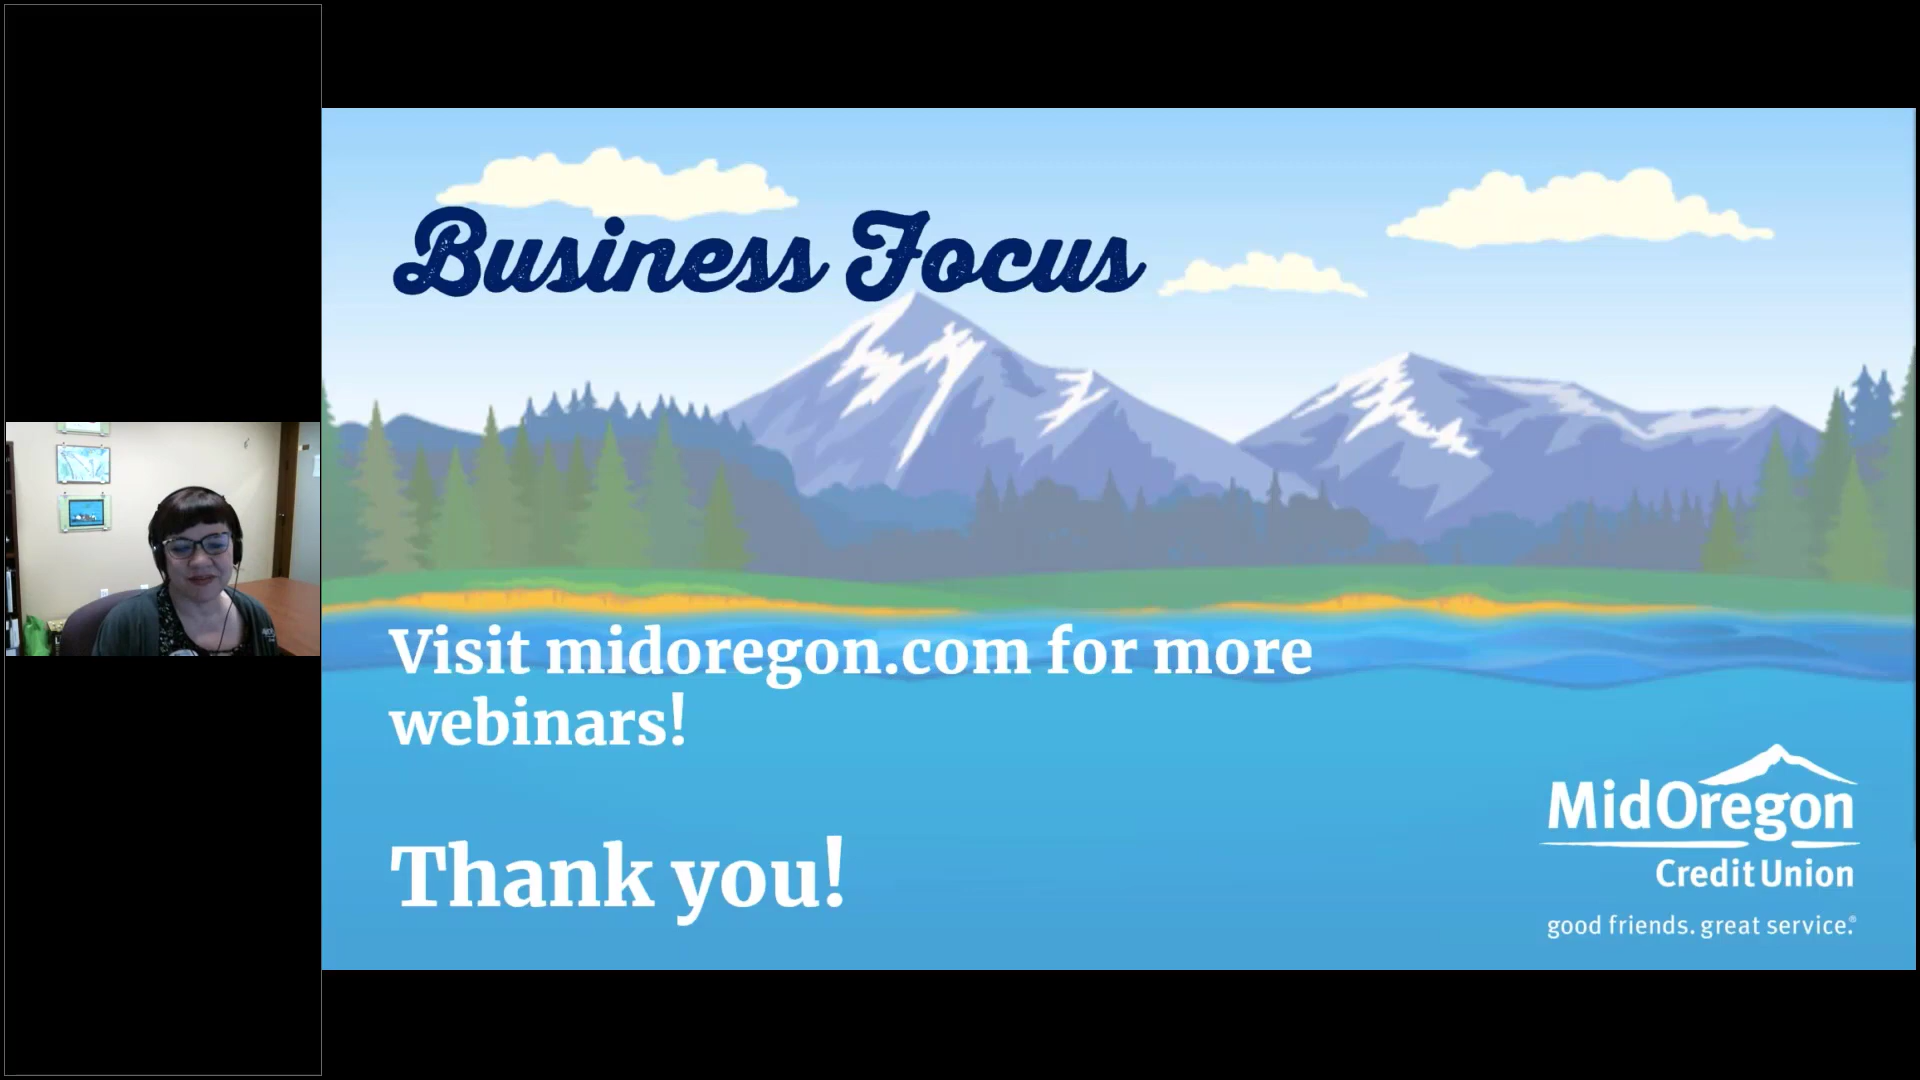 Business Focus
Visit midoregon.com for more
webinars!
Thank you!
MidOregon
Credit Union
good friends. great service.®